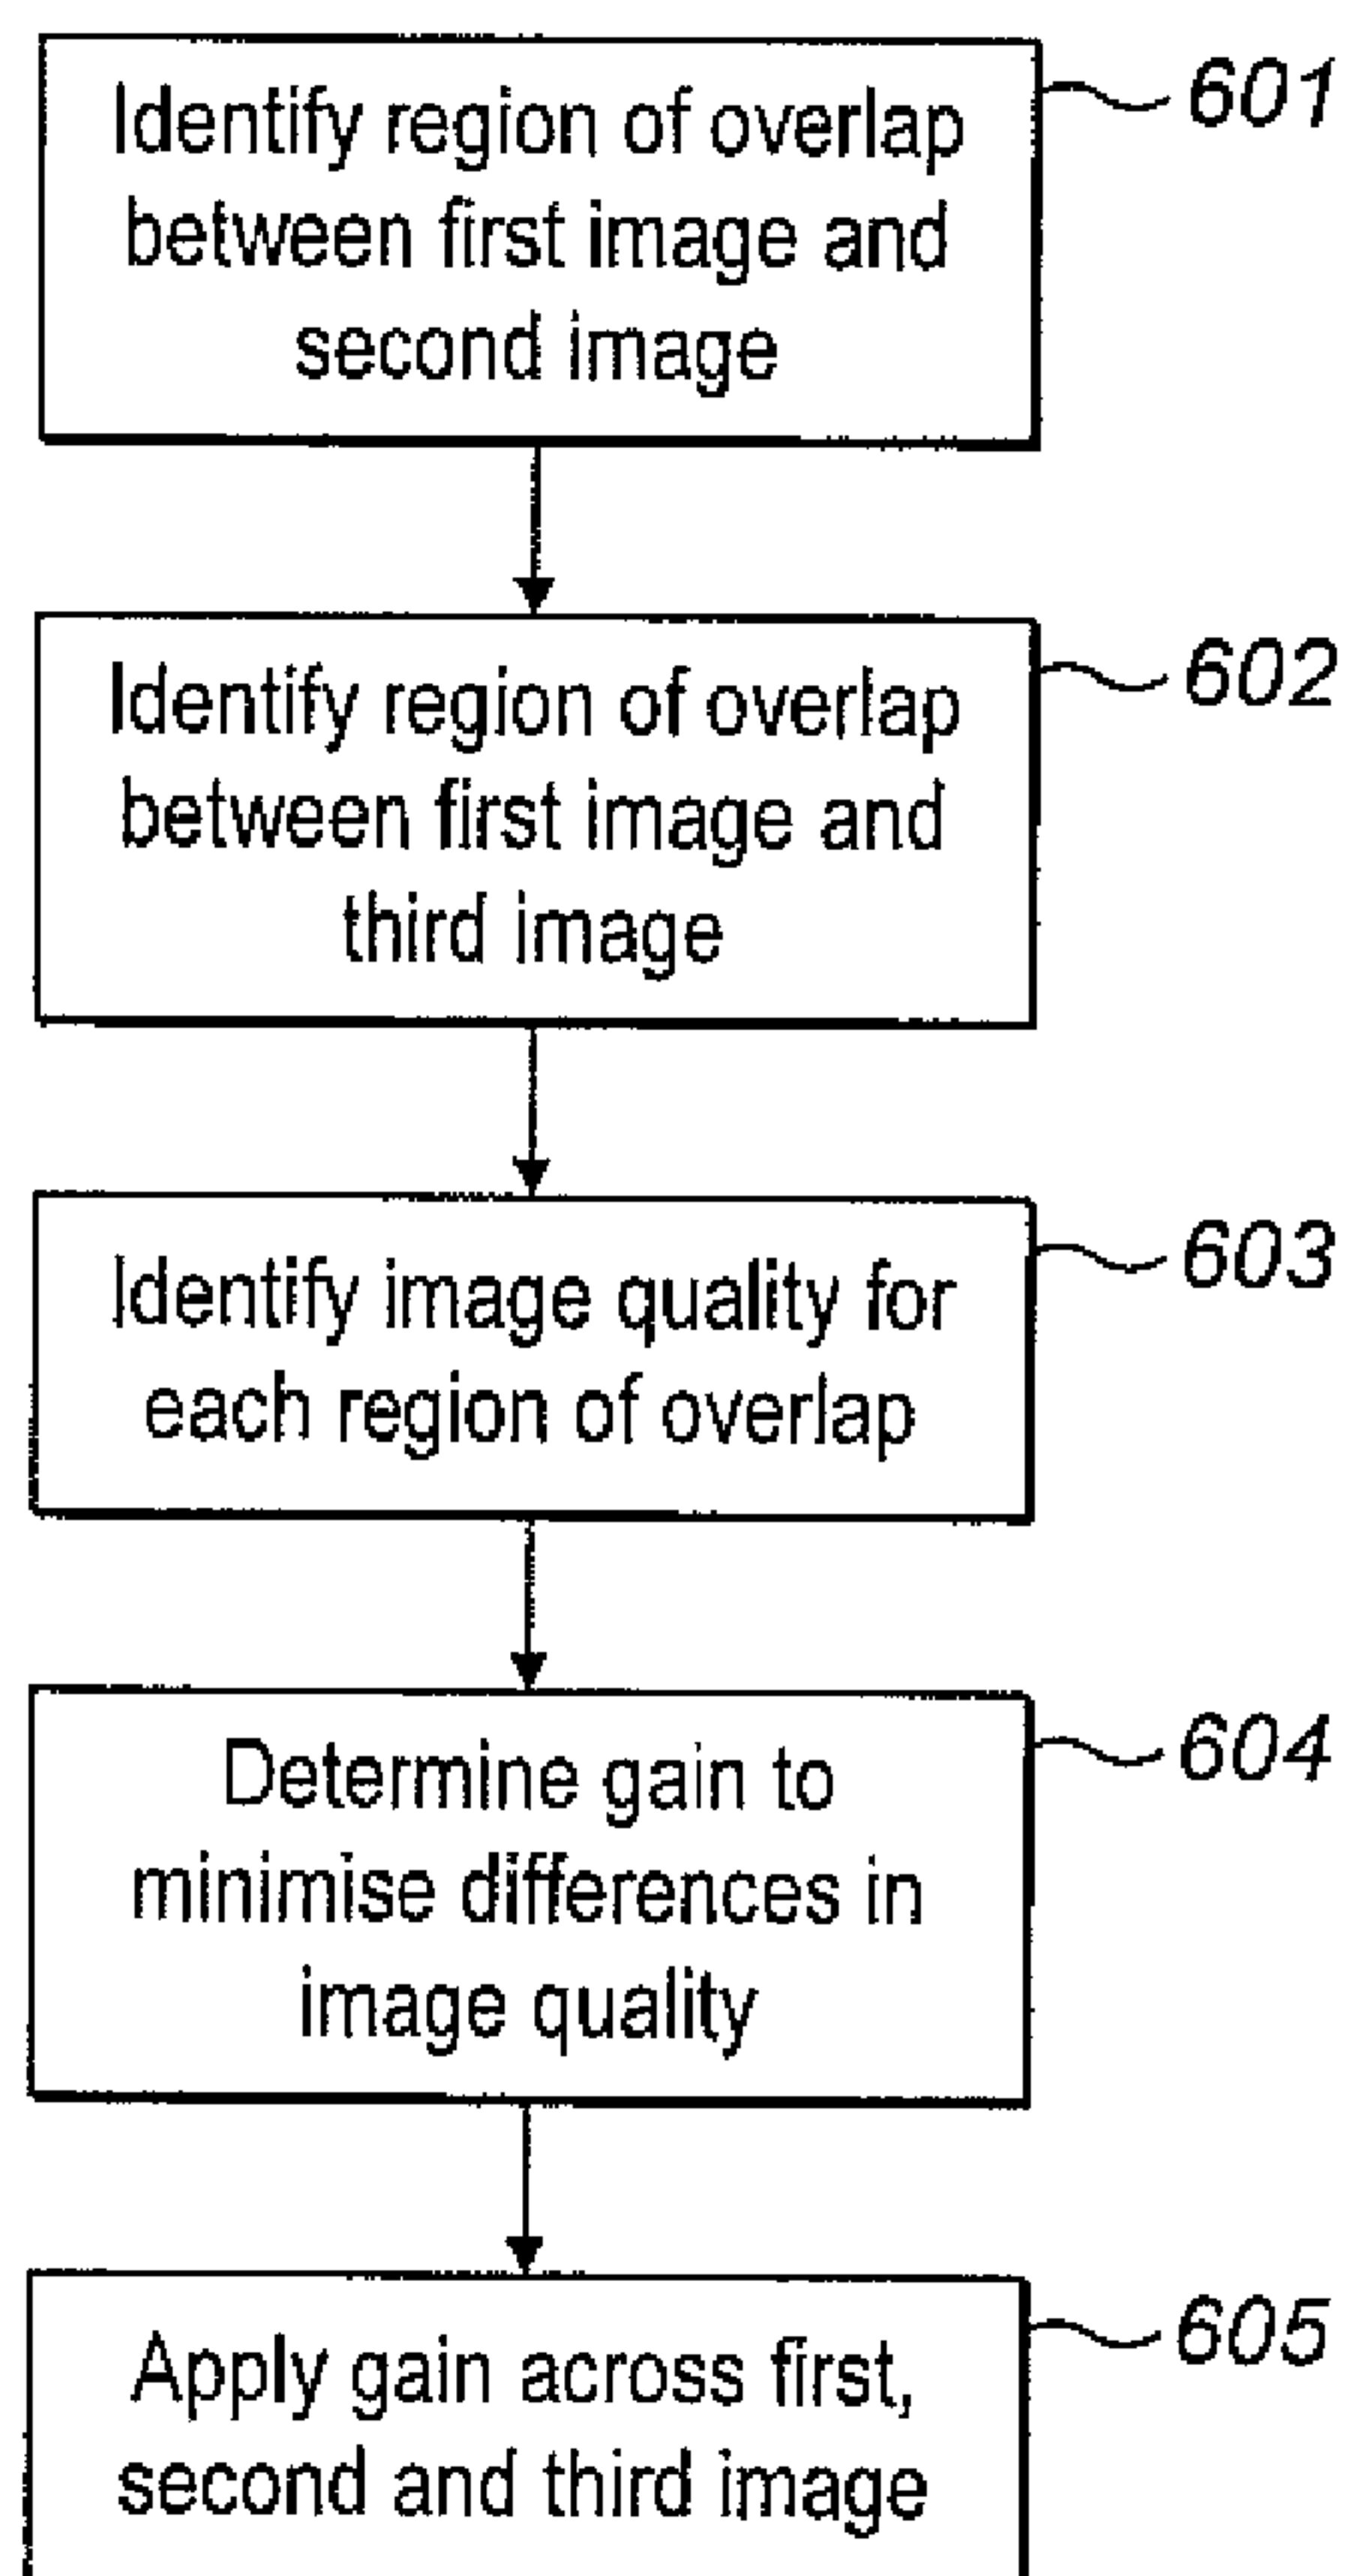 Identify region of overlap
between first image and
second image
601
Identify region of overlap
between first image and
third image
602
Identify image quality for
each region of overlap
603
Determine gain to
minimise differences in
image quality
604
Apply gain across first,
second and third image
605